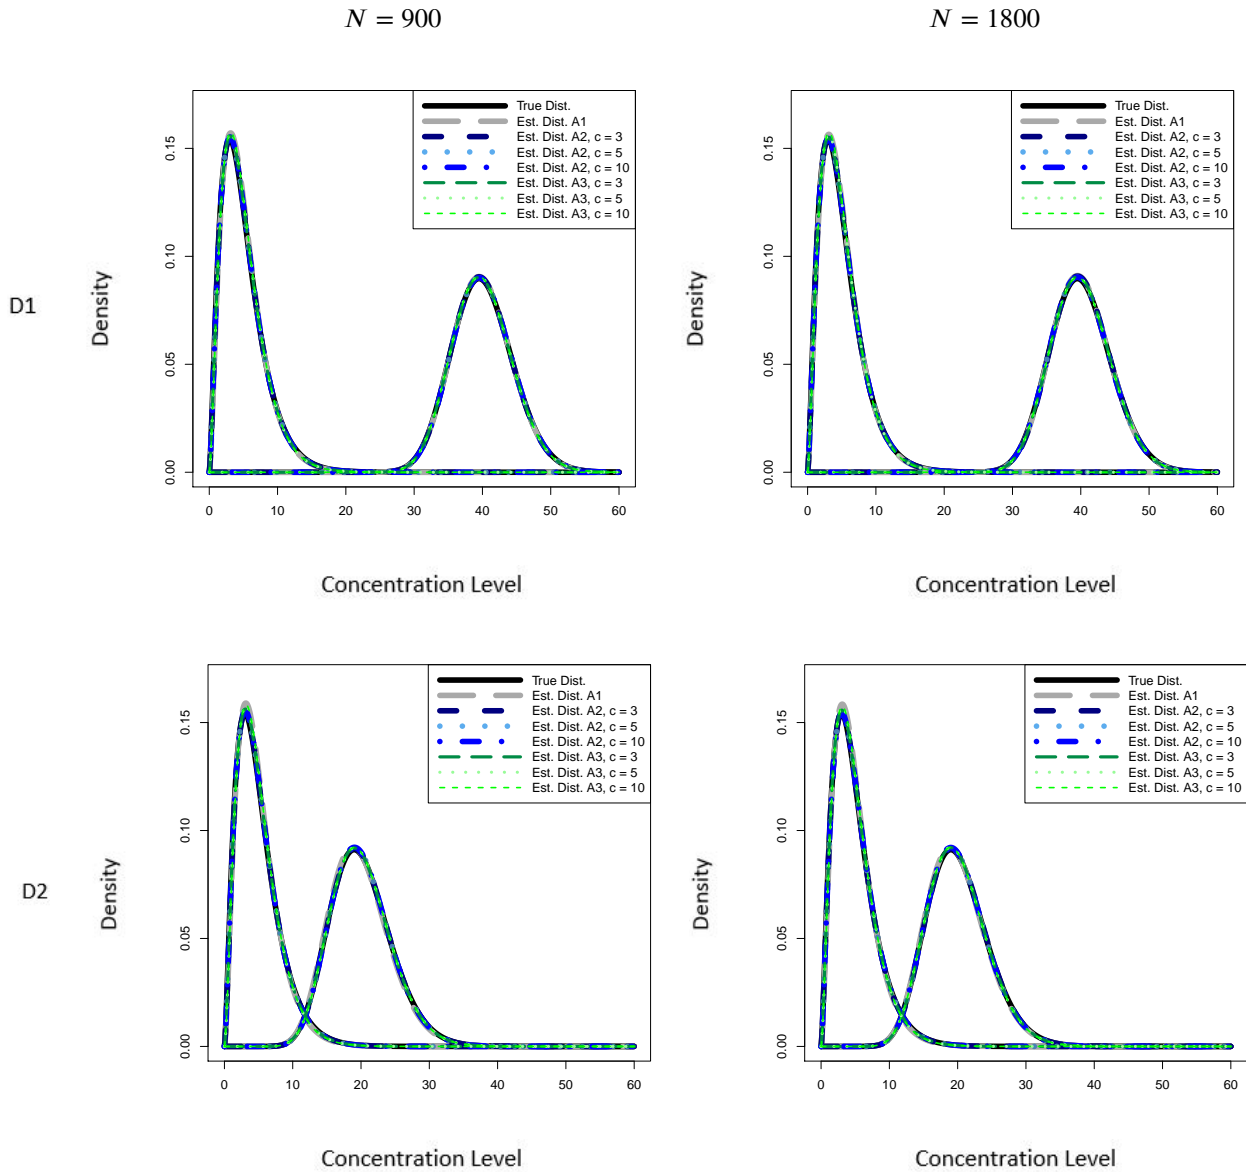 N = 900
N = 1800
True Dist.
Est. Dist. A1
Est. Dist. A2, c = 3
Est. Dist. A2, c = 5
Est. Dist. A2, c = 10
Est. Dist. A3, c = 3
Est. Dist. A3, c = 5
Est. Dist. A3, c = 10
D1
Density
0.00 0.05 0.10 0.15
0 10 20 30 40 50 60
Concentration Level
True Dist.
Est. Dist. A1
Est. Dist. A2, c = 3
Est. Dist. A2, c = 5
Est. Dist. A2, c = 10
Est. Dist. A3, c = 3
Est. Dist. A3, c = 5
Est. Dist. A3, c = 10
Density
0.00 0.05 0.10 0.15
0 10 20 30 40 50 60
Concentration Level
True Dist.
Est. Dist. A1
Est. Dist. A2, c = 3
Est. Dist. A2, c = 5
Est. Dist. A2, c = 10
Est. Dist. A3, c = 3
Est. Dist. A3, c = 5
Est. Dist. A3, c = 10
D2
Density
0.00 0.05 0.10 0.15
0 10 20 30 40 50 60
Concentration Level
True Dist.
Est. Dist. A1
Est. Dist. A2, c = 3
Est. Dist. A2, c = 5
Est. Dist. A2, c = 10
Est. Dist. A3, c = 3
Est. Dist. A3, c = 5
Est. Dist. A3, c = 10
Density
0.00 0.05 0.10 0.15
0 10 20 30 40 50 60
Concentration Level